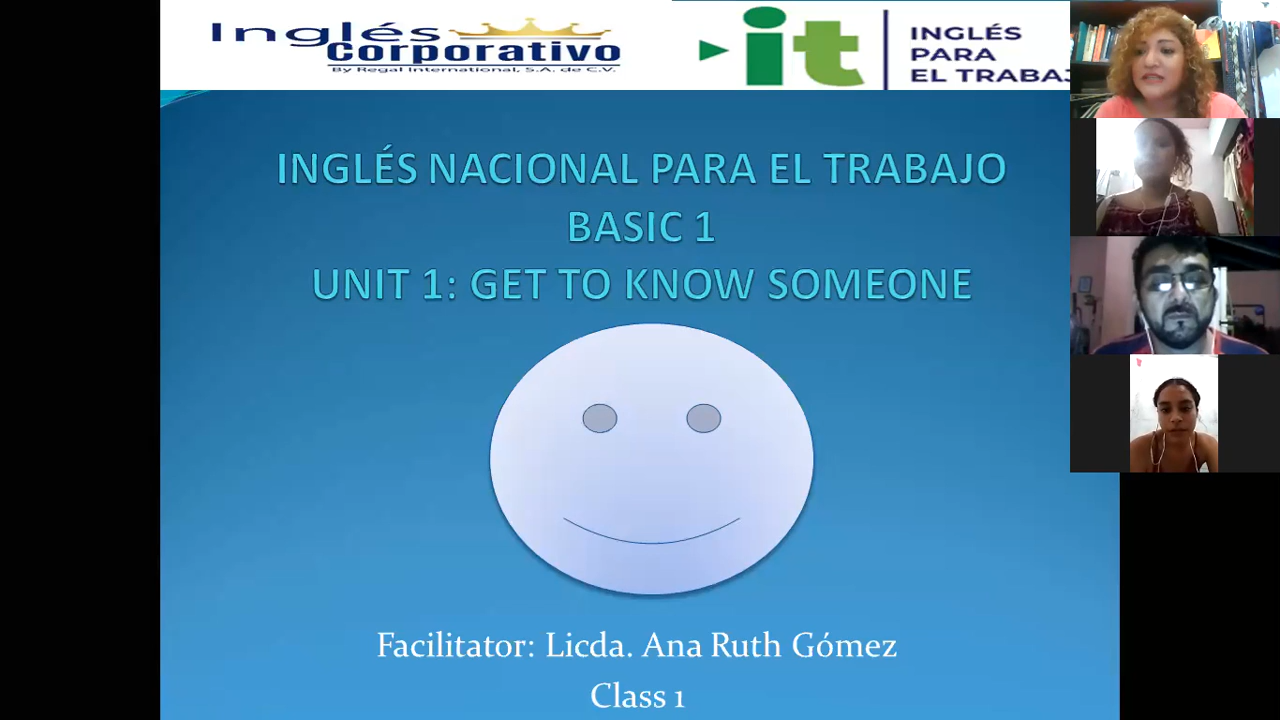 Inglés
Corporativo
By Regal International, S.A. de C.V.
it
INGLÉS
PARA
EL TRABAJ
INGLÉS NACIONAL PARA EL TRABAJO
BASIC 1
UNIT 1: GET TO KNOW SOMEONE
Facilitator: Licda. Ana Ruth Gómez
Class 1